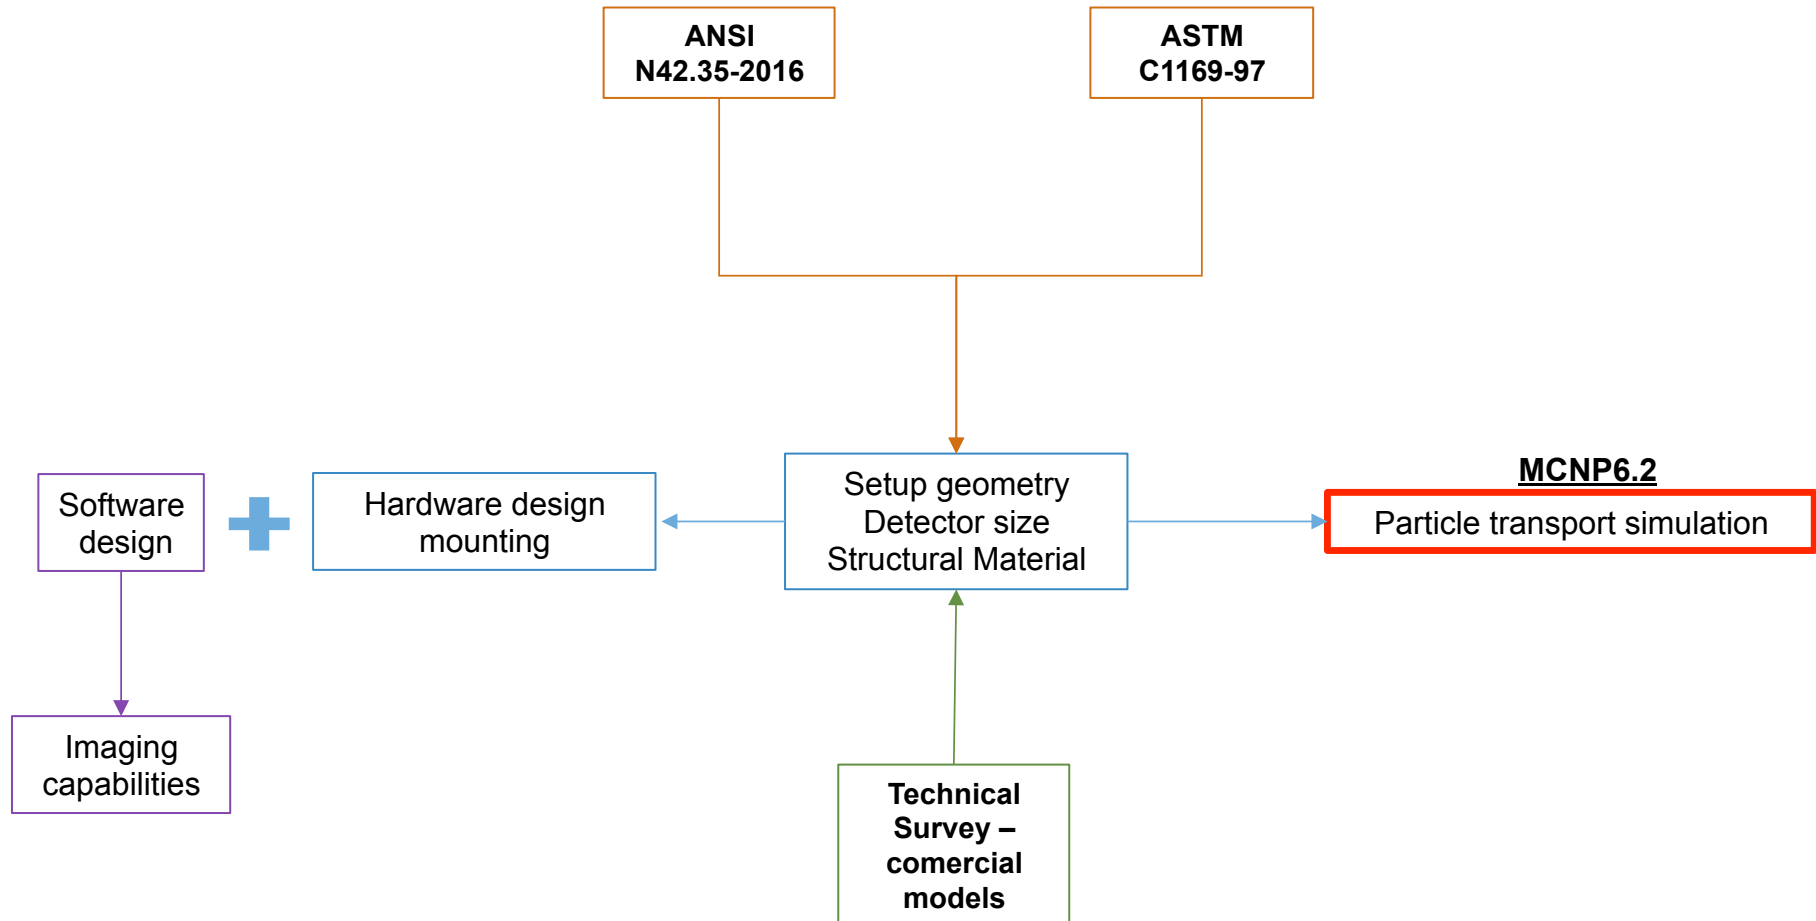 ANSI
N42.35-2016
ASTM
C1169-97
Software
design
Hardware design
mounting
Setup geometry
Detector size
Structural Material
MCNP6.2
Particle transport simulation
Imaging
capabilities
Technical
Survey –
comercial
models